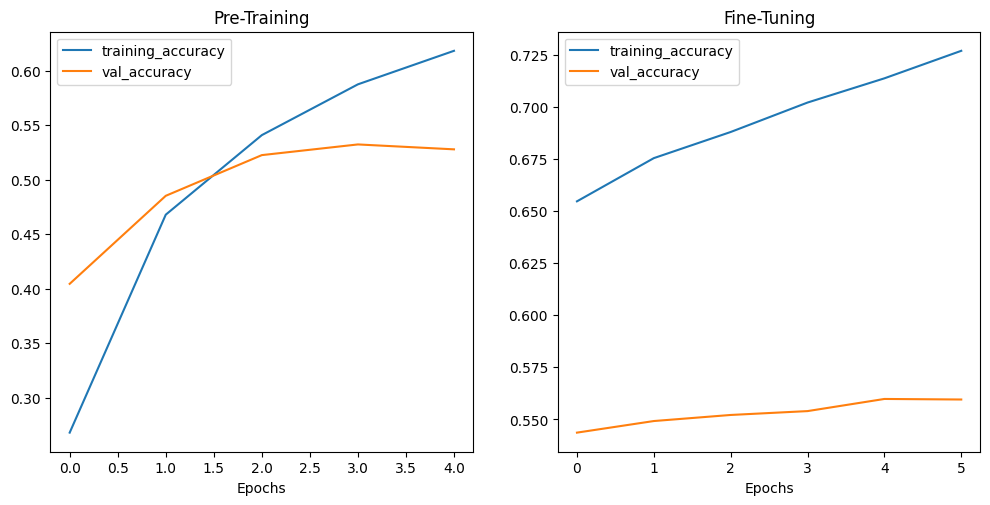 Pre-Training
training_accuracy
val_accuracy
0.60
0.55
0.50
0.45
0.40
0.35
0.30
0.0 0.5 1.0 1.5 2.0 2.5 3.0 3.5 4.0
Epochs
Fine-Tuning
training_accuracy
val_accuracy
0.725
0.700
0.675
0.650
0.625
0.600
0.575
0.550
0 1 2 3 4 5
Epochs